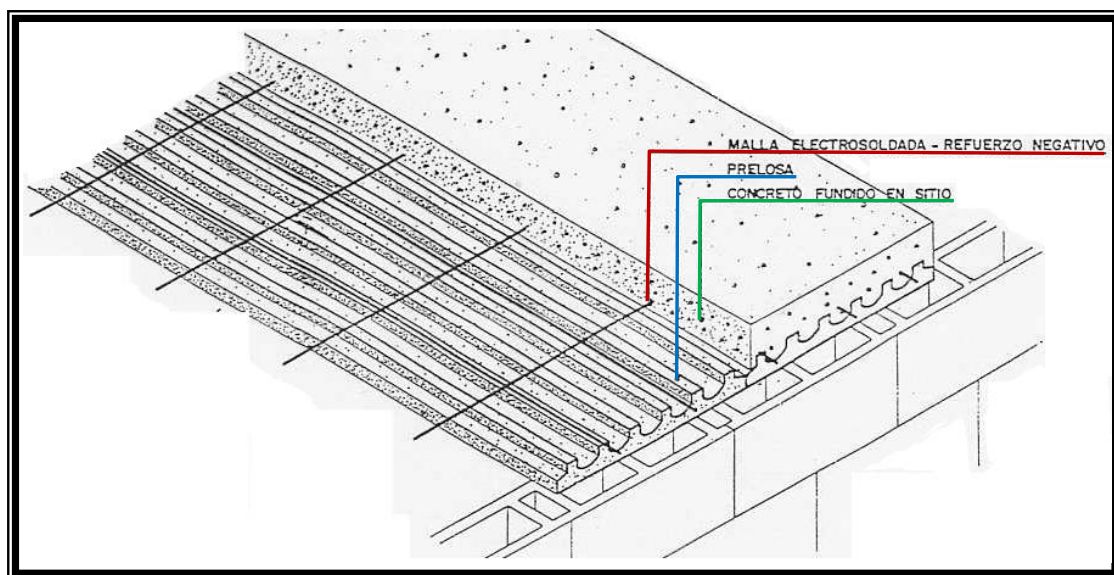 MALLA ELECTROSOLDADA - REFUERZO NEGATIVO
PRELOSA
CONCRETO FUNDIDO EN SITIO